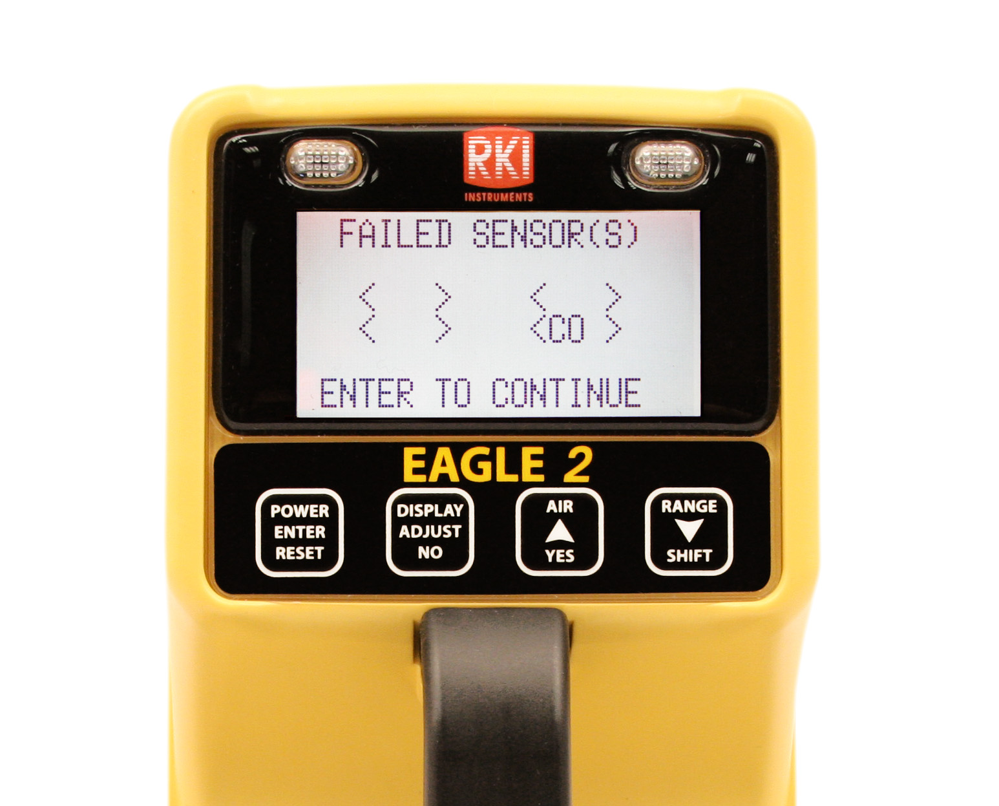 RKI
INSTRUMENTS
FAILED SENSOR(S)
< > < >
< > <CO >
ENTER TO CONTINUE
EAGLE 2
POWER
ENTER
RESET
DISPLAY
ADJUST
NO
AIR
YES
RANGE
SHIFT